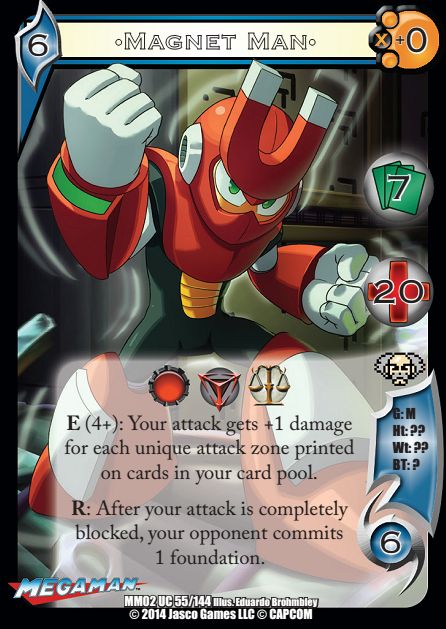 6
•MAGNET MAN•
X +0
7
20
E (4+): Your attack gets +1 damage
for each unique attack zone printed
on cards in your card pool.
R: After your attack is completely
blocked, your opponent commits
1 foundation.
G: M
Ht: ??
Wt: ??
BT: ?
6
MEGAMAN™
MM02 UC 55/144 Illus. Eduardo Brohmbley
© 2014 Jasco Games LLC © CAPCOM